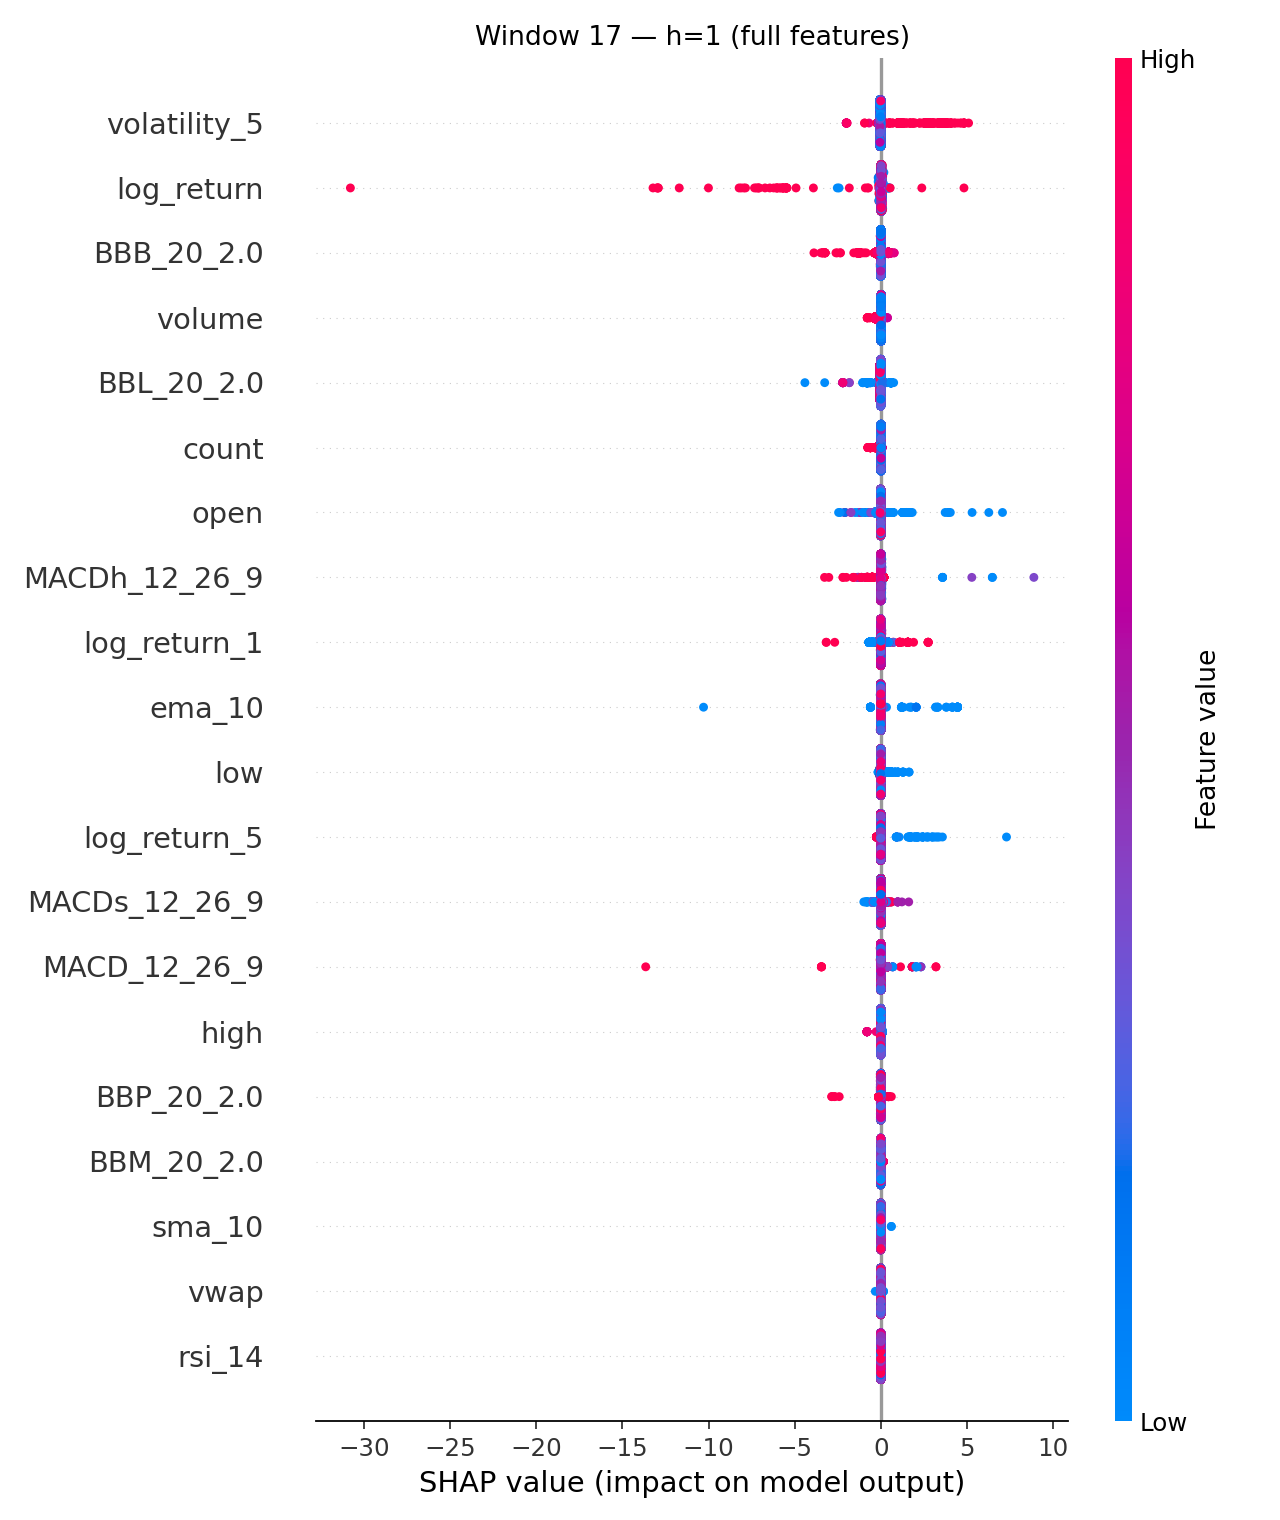 Window 17 — h=1 (full features)
High
volatility_5
log_return
BBB_20_2.0
volume
BBL_20_2.0
count
open
MACDh_12_26_9
log_return_1
ema_10
low
log_return_5
MACDs_12_26_9
MACD_12_26_9
high
BBP_20_2.0
BBM_20_2.0
sma_10
vwap
rsi_14
Feature value
Low
−30 −25 −20 −15 −10 −5 0 5 10
SHAP value (impact on model output)